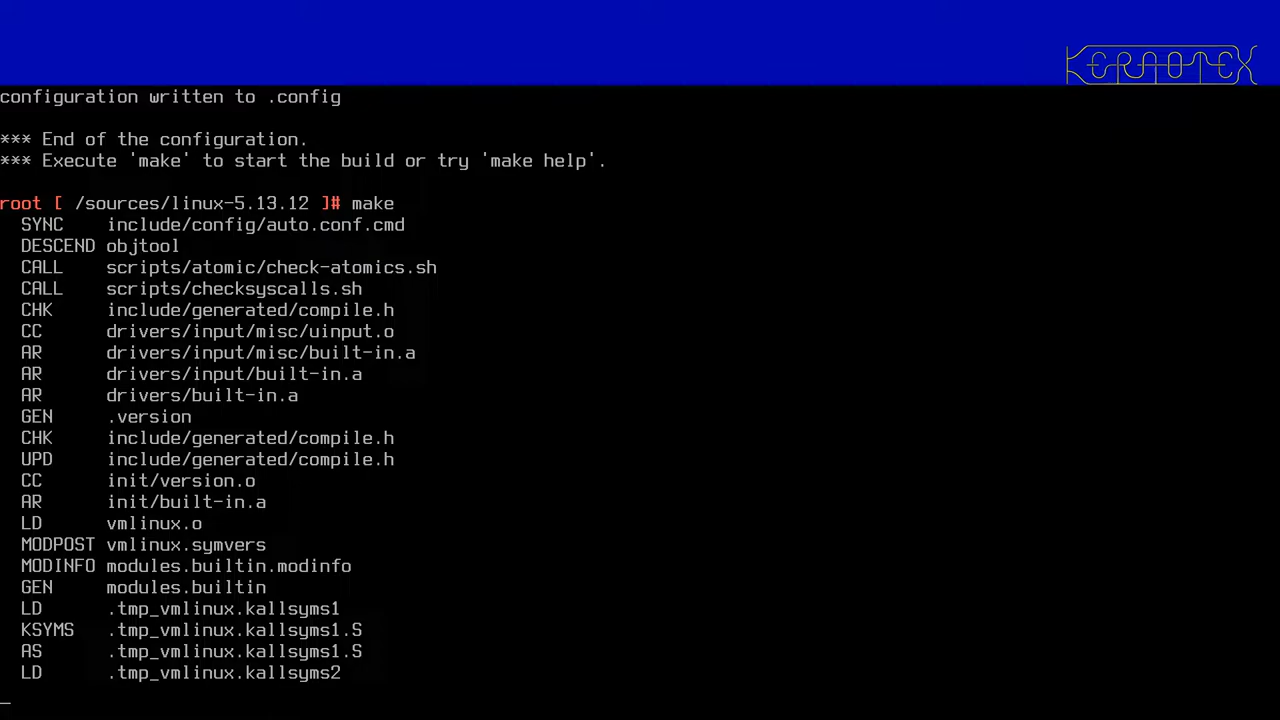 KERNOTEX
configuration written to .config
*** End of the configuration.
*** Execute 'make' to start the build or try 'make help'.
root [ /sources/linux-5.13.12 ]# make
SYNC include/config/auto.conf.cmd
DESCEND objtool
CALL scripts/atomic/check-atomics.sh
CALL scripts/checksyscalls.sh
CHK include/generated/compile.h
CC drivers/input/misc/uinput.o
AR drivers/input/misc/built-in.a
AR drivers/input/built-in.a
AR drivers/built-in.a
GEN .version
CHK include/generated/compile.h
UPD include/generated/compile.h
CC init/version.o
AR init/built-in.a
LD vmlinux.o
MODPOST vmlinux.symvers
MODINFO modules.builtin.modinfo
GEN modules.builtin
LD .tmp_vmlinux.kallsyms1
KSYMS .tmp_vmlinux.kallsyms1.S
AS .tmp_vmlinux.kallsyms1.S
LD .tmp_vmlinux.kallsyms2